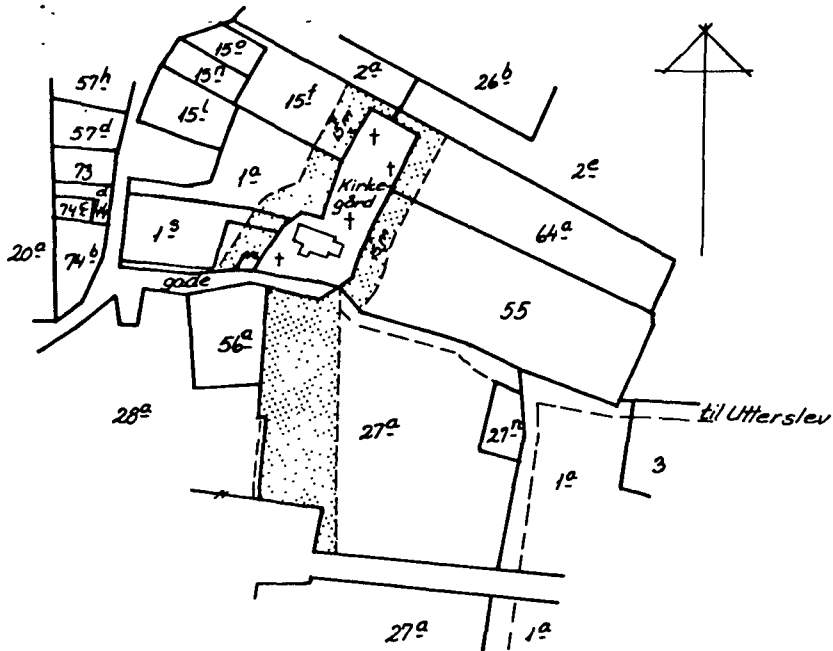 15o
13n
15l
15f
2a
26b
57h
57d
73
74c
d
20a
74b
1a
1s
Kirke-
gård
2e
64a
55
gade
56a
28a
27a
27n
til Utterslev
1a
3
27a
1a